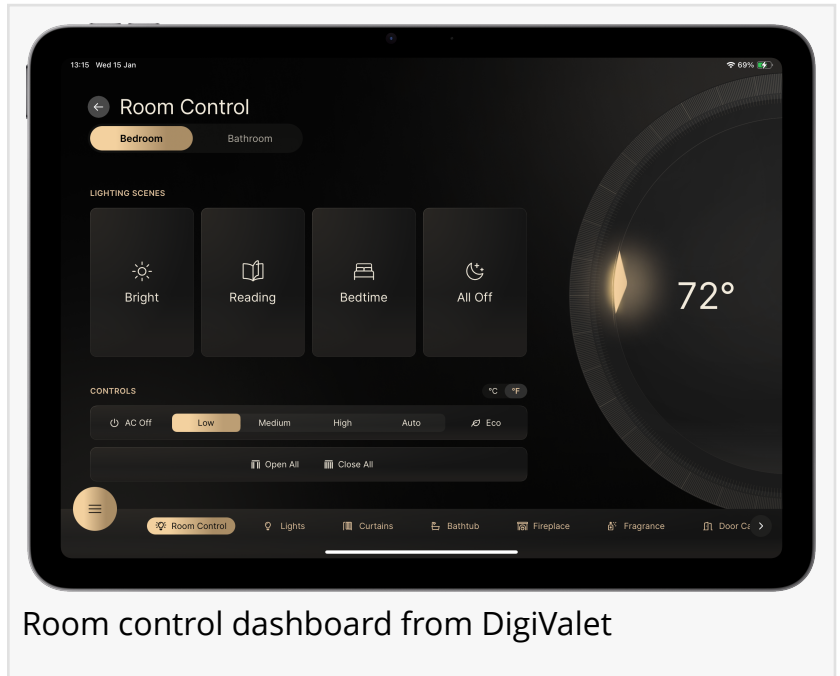 13:15 Wed 15 Jan
69%
Room Control
Bedroom Bathroom
LIGHTING SCENES
Bright Reading Bedtime All Off
72°
CONTROLS
°C °F
AC Off Low Medium High Auto Eco
Open All Close All
Room Control Lights Curtains Bathtub Fireplace Fragrance Door Ca
Room control dashboard from DigiValet